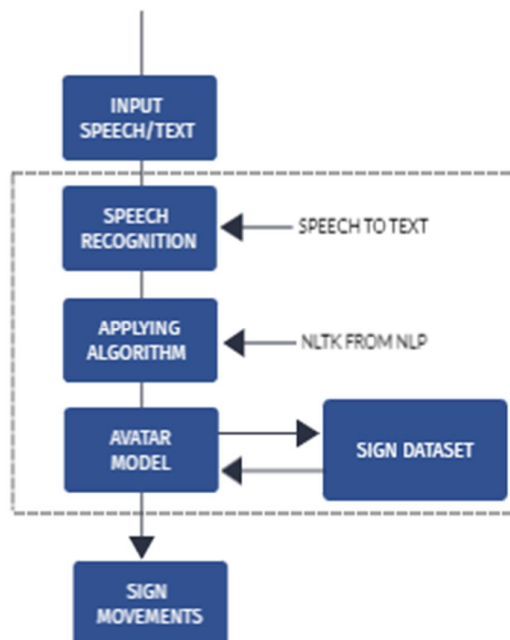 INPUT
SPEECH/TEXT
SPEECH
RECOGNITION
SPEECH TO TEXT
APPLYING
ALGORITHM
NLTK FROM NLP
AVATAR
MODEL
SIGN DATASET
SIGN
MOVEMENTS